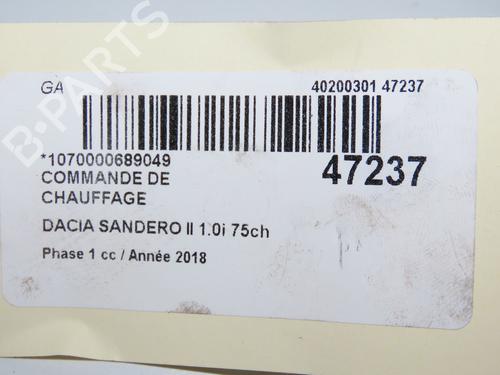 B-PARTS
GA 40200301 47237
*1070000689049
47237
COMMANDE DE
CHAUFFAGE
DACIA SANDERO II 1.0i 75ch
Phase 1 cc / Année 2018